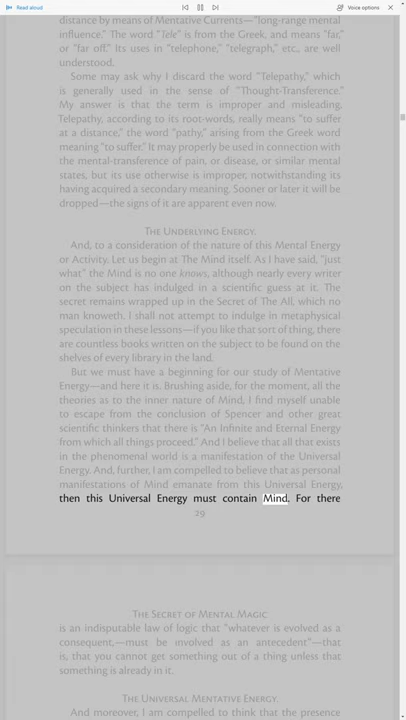 Read aloud
Voice options
distance by means of Mentative Currents—"long-range mental
influence." The word "Tele" is from the Greek, and means "far,"
or "far off." Its uses in "telephone," "telegraph," etc., are well
understood.
Some may ask why I discard the word "Telepathy," which
is generally used in the sense of "Thought-Transference."
My answer is that the term is improper and misleading.
Telepathy, according to its root-words, really means "to suffer
at a distance," the word "pathy," arising from the Greek word
meaning "to suffer." It may properly be used in connection with
the mental-transference of pain, or disease, or similar mental
states, but its use otherwise is improper, notwithstanding its
having acquired a secondary meaning. Sooner or later it will be
dropped—the signs of it are apparent even now.
The Underlying Energy.
And, to a consideration of the nature of this Mental Energy
or Activity. Let us begin at The Mind itself. As I have said, "just
what" the Mind is no one knows, although nearly every writer
on the subject has indulged in a scientific guess at it. The
secret remains wrapped up in the Secret of The All, which no
man knoweth. I shall not attempt to indulge in metaphysical
speculation in these lessons—if you like that sort of thing, there
are countless books written on the subject to be found on the
shelves of every library in the land.
But we must have a beginning for our study of Mentative
Energy—and here it is. Brushing aside, for the moment, all the
theories as to the inner nature of Mind, I find myself unable
to escape from the conclusion of Spencer and other great
scientific thinkers that there is "An Infinite and Eternal Energy
from which all things proceed." And I believe that all that exists
in the phenomenal world is a manifestation of the Universal
Energy. And, further, I am compelled to believe that as personal
manifestations of Mind emanate from this Universal Energy,
then this Universal Energy must contain Mind. For there
29
The Secret of Mental Magic
is an indisputable law of logic that "whatever is evolved as a
consequent,—must be involved as an antecedent"—that
is, that you cannot get something out of a thing unless that
something is already in it.
The Universal Mentative Energy.
And moreover, I am compelled to think that the presence